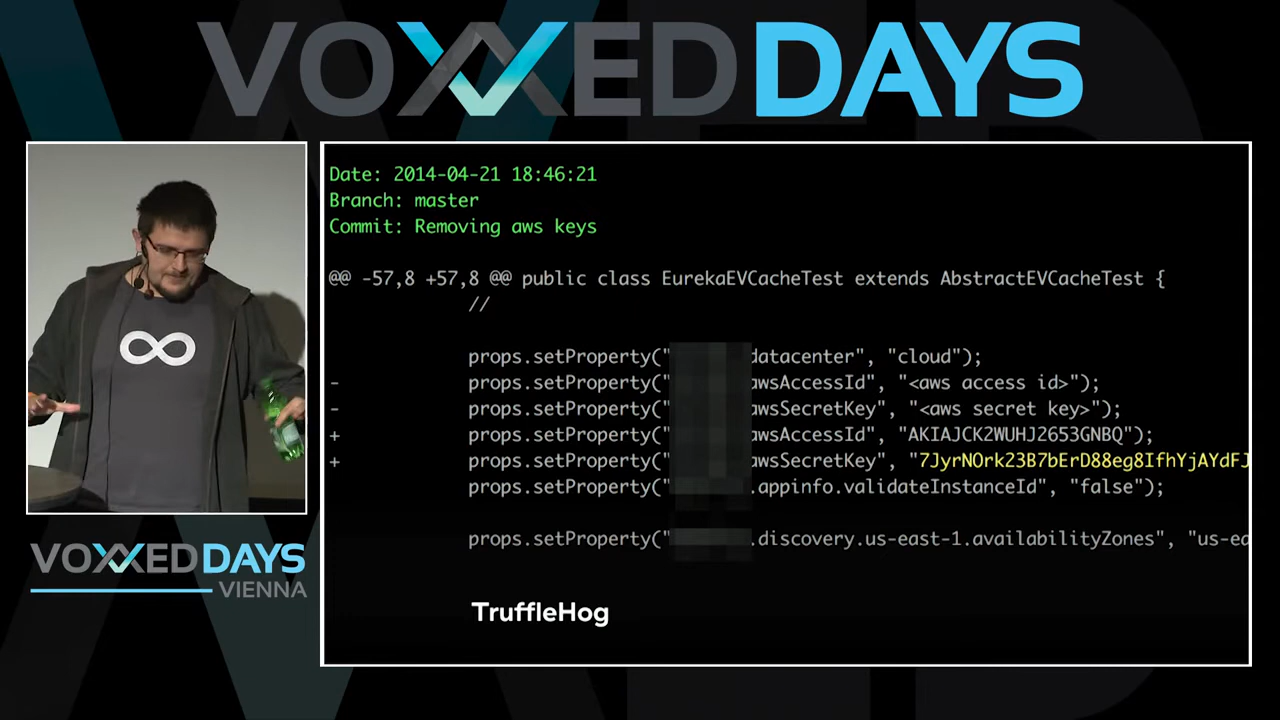 VOXXED DAYS
Date: 2014-04-21 18:46:21
Branch: master
Commit: Removing aws keys
@@ -57,8 +57,8 @@ public class EurekaEVCacheTest extends AbstractEVCacheTest {
//
props.setProperty(" datacenter", "cloud");
- props.setProperty(" awsAccessId", "<aws access id>");
- props.setProperty(" awsSecretKey", "<aws secret key>");
+ props.setProperty(" awsAccessId", "AKIAJCK2WUHJ2653GNBQ");
+ props.setProperty(" awsSecretKey", "7JyrNOrk23B7bErD88eg8IfhYjAYdFJ
props.setProperty(" .appinfo.validateInstanceId", "false");
props.setProperty(" .discovery.us-east-1.availabilityZones", "us-ea
TruffleHog
VOXXED DAYS
VIENNA